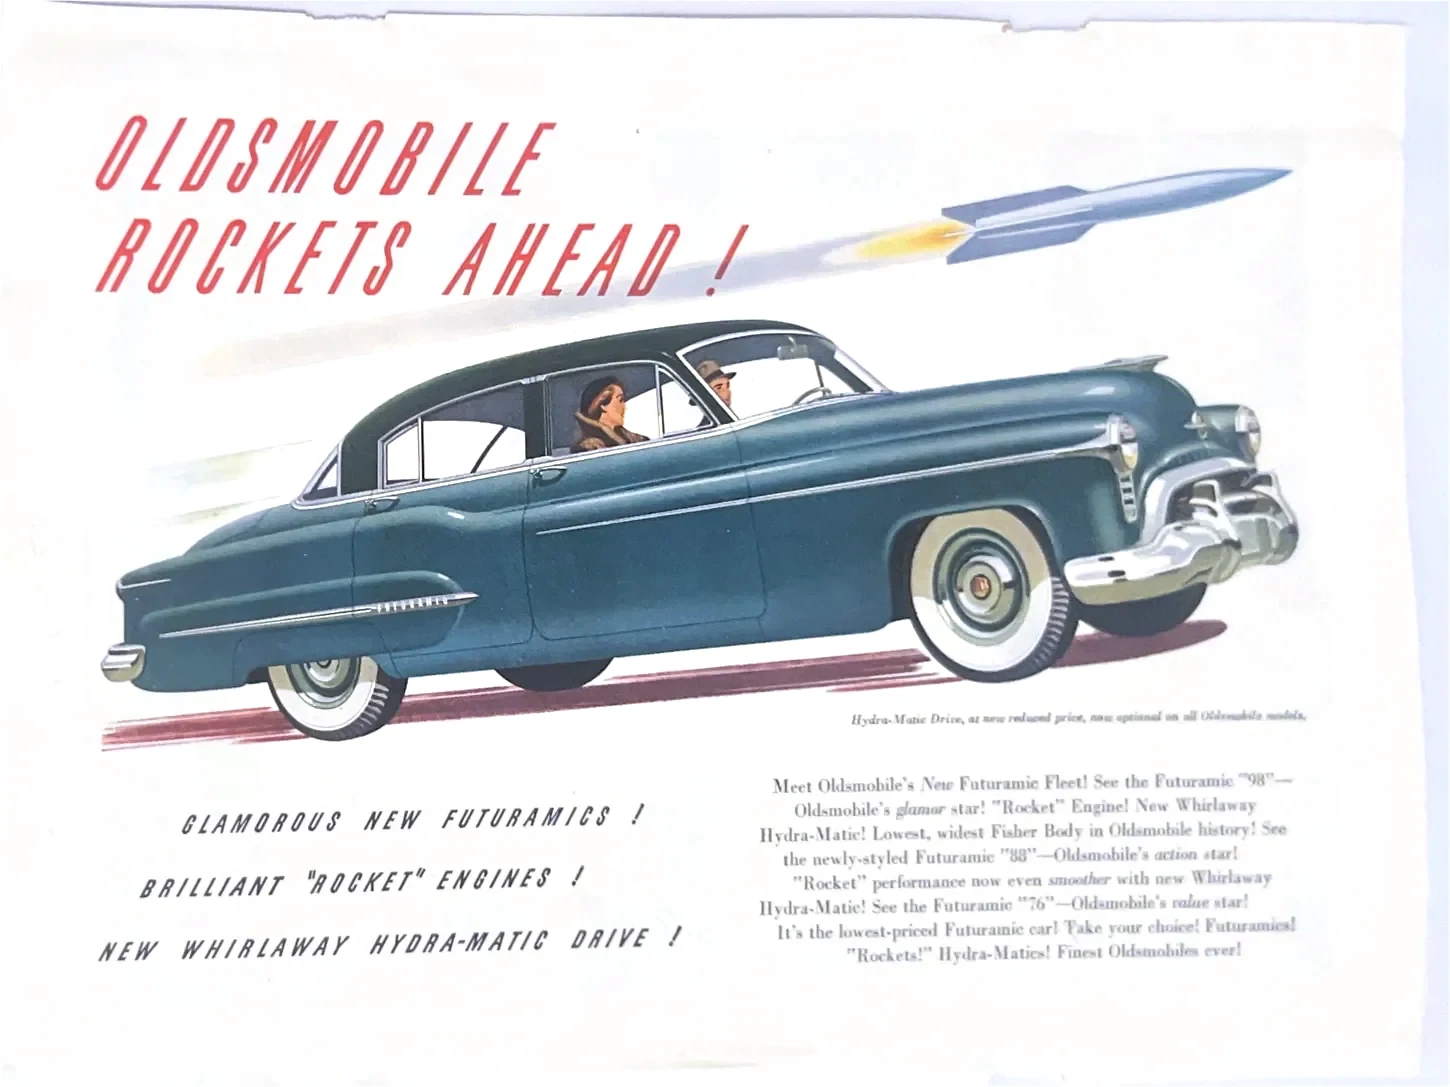 OLDSMOBILE
ROCKETS AHEAD !
Hydra-Matic Drive, at new reduced price, now optional on all Oldsmobile models.
GLAMOROUS NEW FUTURAMICS !
BRILLIANT "ROCKET" ENGINES !
NEW WHIRLAWAY HYDRA-MATIC DRIVE !
Meet Oldsmobile's New Futuramic Fleet! See the Futuramic "98"—
Oldsmobile's glamor star! "Rocket" Engine! New Whirlaway
Hydra-Matic! Lowest, widest Fisher Body in Oldsmobile history! See
the newly-styled Futuramic "88"—Oldsmobile's action star!
"Rocket" performance now even smoother with new Whirlaway
Hydra-Matic! See the Futuramic "76"—Oldsmobile's value star!
It's the lowest-priced Futuramic car! Take your choice! Futuramics!
"Rockets!" Hydra-Matics! Finest Oldsmobiles ever!